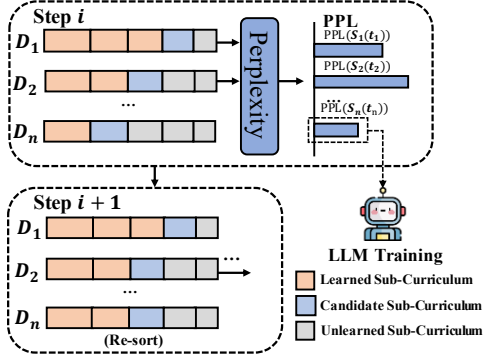 Step i
D1
D2
...
Dn
Perplexity
PPL
PPL(S1(t1))
PPL(S2(t2))
...
PPL(Sn(tn))
Step i + 1
D1
D2
...
...
Dn
(Re-sort)
LLM Training
Learned Sub-Curriculum
Candidate Sub-Curriculum
Unlearned Sub-Curriculum